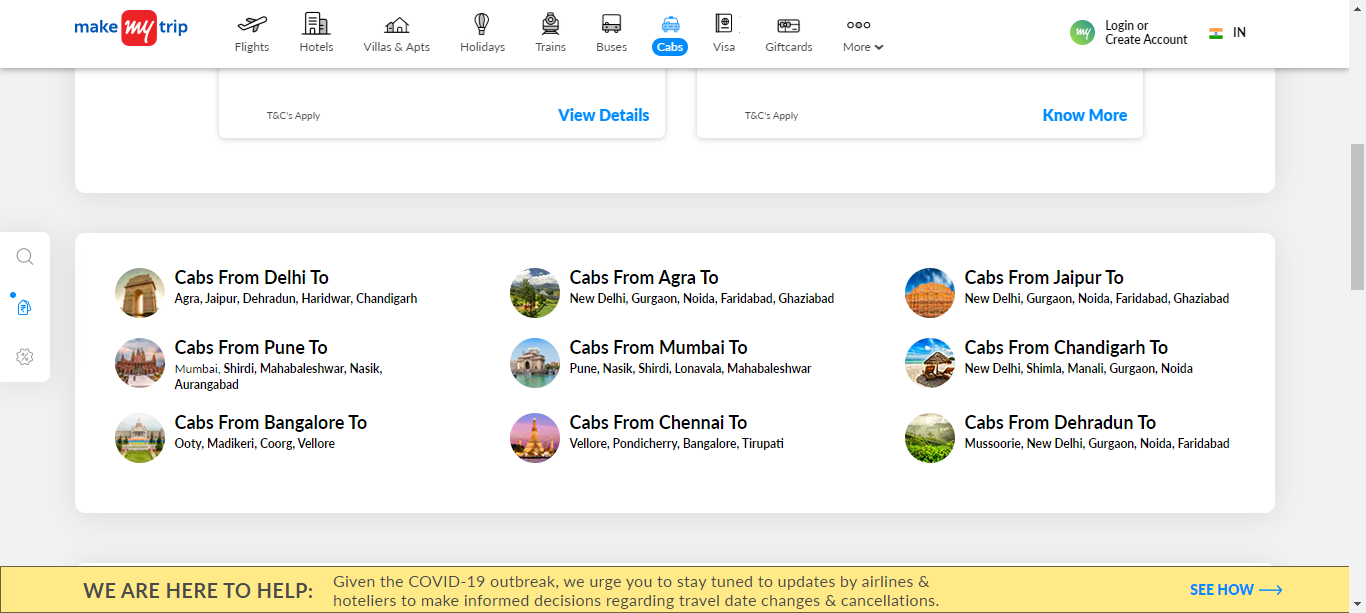 make my trip
Flights
Hotels
Villas & Apts
Holidays
Trains
Buses
Cabs
Visa
Giftcards
More
my
Login or
Create Account
IN
T&C's Apply
View Details
T&C's Apply
Know More
Cabs From Delhi To
Agra, Jaipur, Dehradun, Haridwar, Chandigarh
Cabs From Agra To
New Delhi, Gurgaon, Noida, Faridabad, Ghaziabad
Cabs From Jaipur To
New Delhi, Gurgaon, Noida, Faridabad, Ghaziabad
Cabs From Pune To
Mumbai, Shirdi, Mahabaleshwar, Nasik,
Aurangabad
Cabs From Mumbai To
Pune, Nasik, Shirdi, Lonavala, Mahabaleshwar
Cabs From Chandigarh To
New Delhi, Shimla, Manali, Gurgaon, Noida
Cabs From Bangalore To
Ooty, Madikeri, Coorg, Vellore
Cabs From Chennai To
Vellore, Pondicherry, Bangalore, Tirupati
Cabs From Dehradun To
Mussoorie, New Delhi, Gurgaon, Noida, Faridabad
WE ARE HERE TO HELP:
Given the COVID-19 outbreak, we urge you to stay tuned to updates by airlines &
hoteliers to make informed decisions regarding travel date changes & cancellations.
SEE HOW